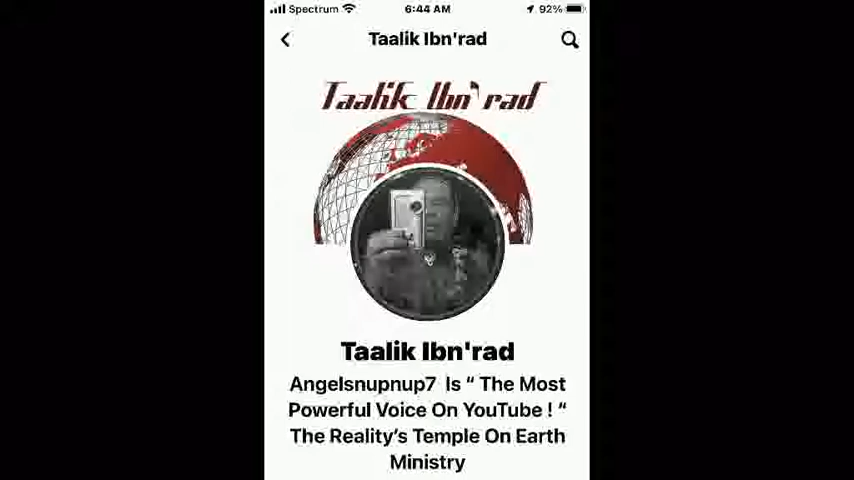 Spectrum 6:44 AM 92%
Taalik Ibn'rad
Taalik Ibn'rad
Taalik Ibn'rad
Angelsnupnup7 Is “ The Most
Powerful Voice On YouTube ! “
The Reality’s Temple On Earth
Ministry